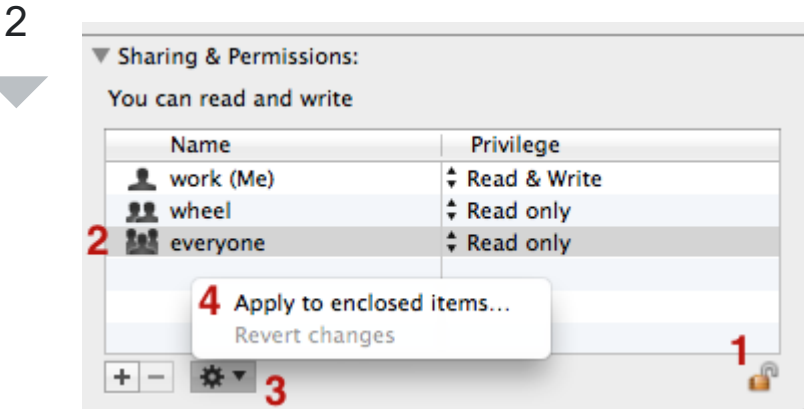 2
Sharing & Permissions:
You can read and write
Name Privilege
work (Me) Read & Write
wheel Read only
2 everyone Read only
4 Apply to enclosed items...
Revert changes
1
+ −
3